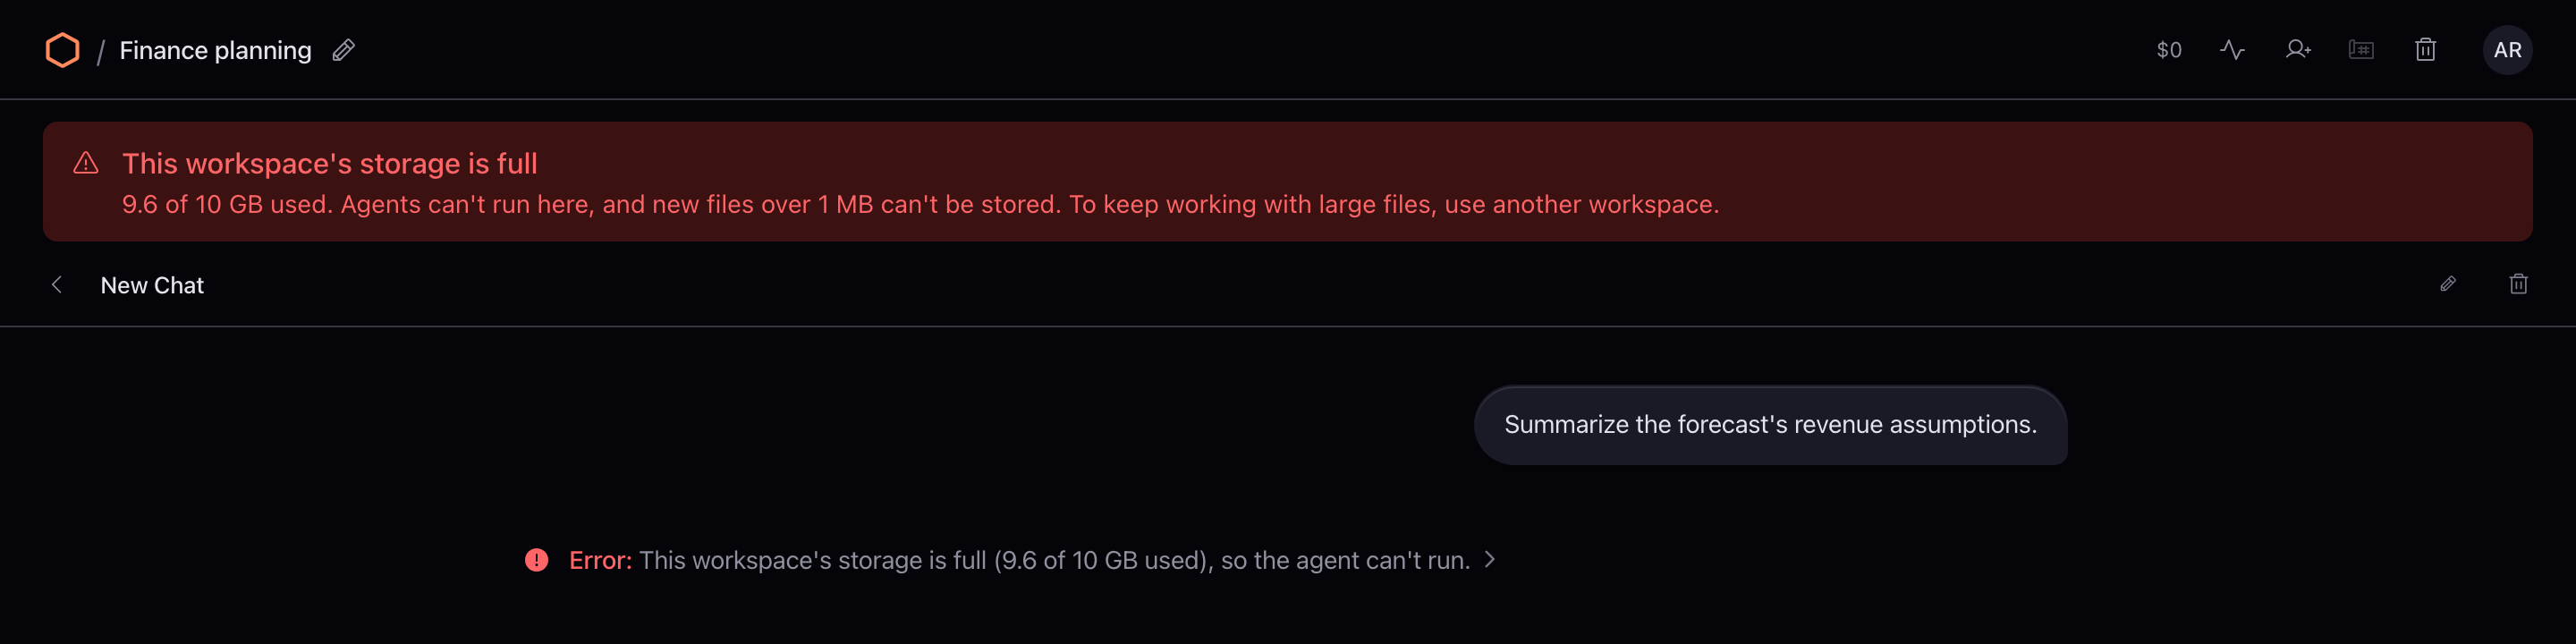 / Finance planning
$0
AR
This workspace's storage is full
9.6 of 10 GB used. Agents can't run here, and new files over 1 MB can't be stored. To keep working with large files, use another workspace.
New Chat
Summarize the forecast's revenue assumptions.
Error: This workspace's storage is full (9.6 of 10 GB used), so the agent can't run.